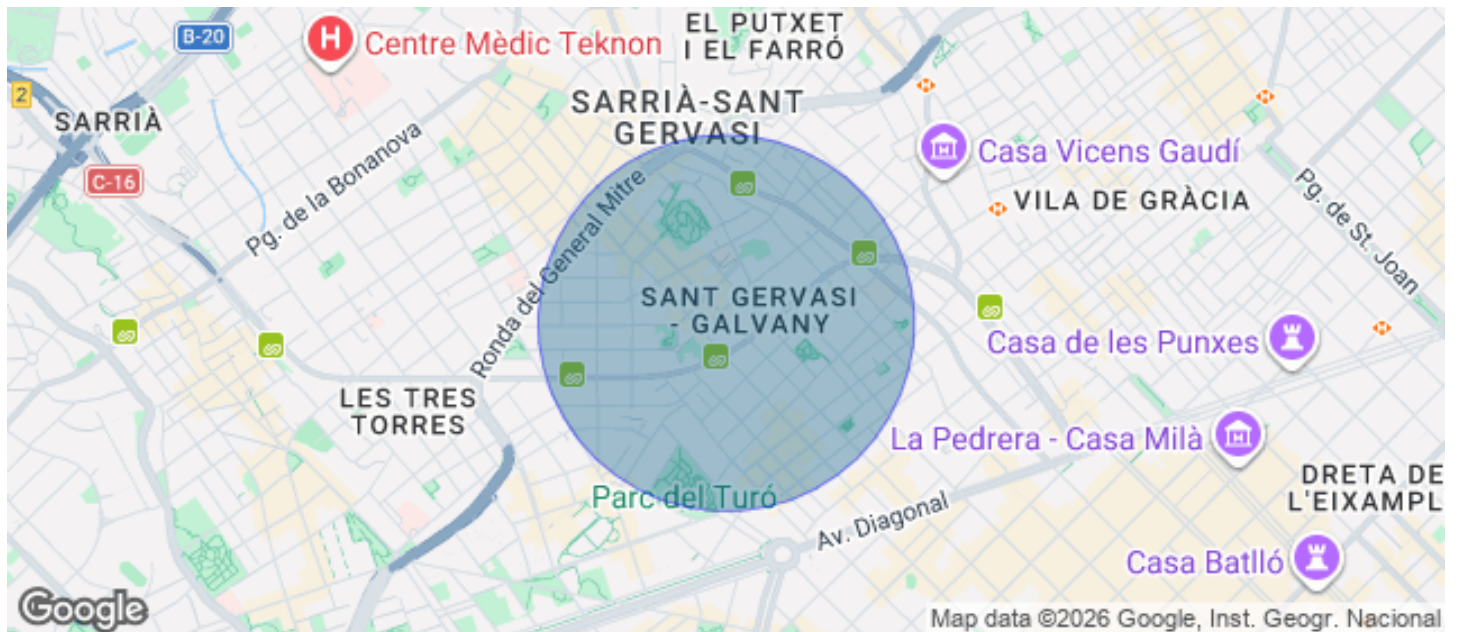 EL PUTXET
I EL FARRÓ
B-20
H
Centre Mèdic Teknon
2
SARRIÀ-SANT
GERVASI
SARRIÀ
Casa Vicens Gaudí
C-16
Pg. de la Bonanova
VILA DE GRÀCIA
Pg. de St. Joan
Ronda del General Mitre
SANT GERVASI
- GALVANY
Casa de les Punxes
LES TRES
TORRES
La Pedrera - Casa Milà
DRETA DE
L'EIXAMPL
Parc del Turó
Av. Diagonal
Casa Batlló
Google
Map data ©2026 Google, Inst. Geogr. Nacional